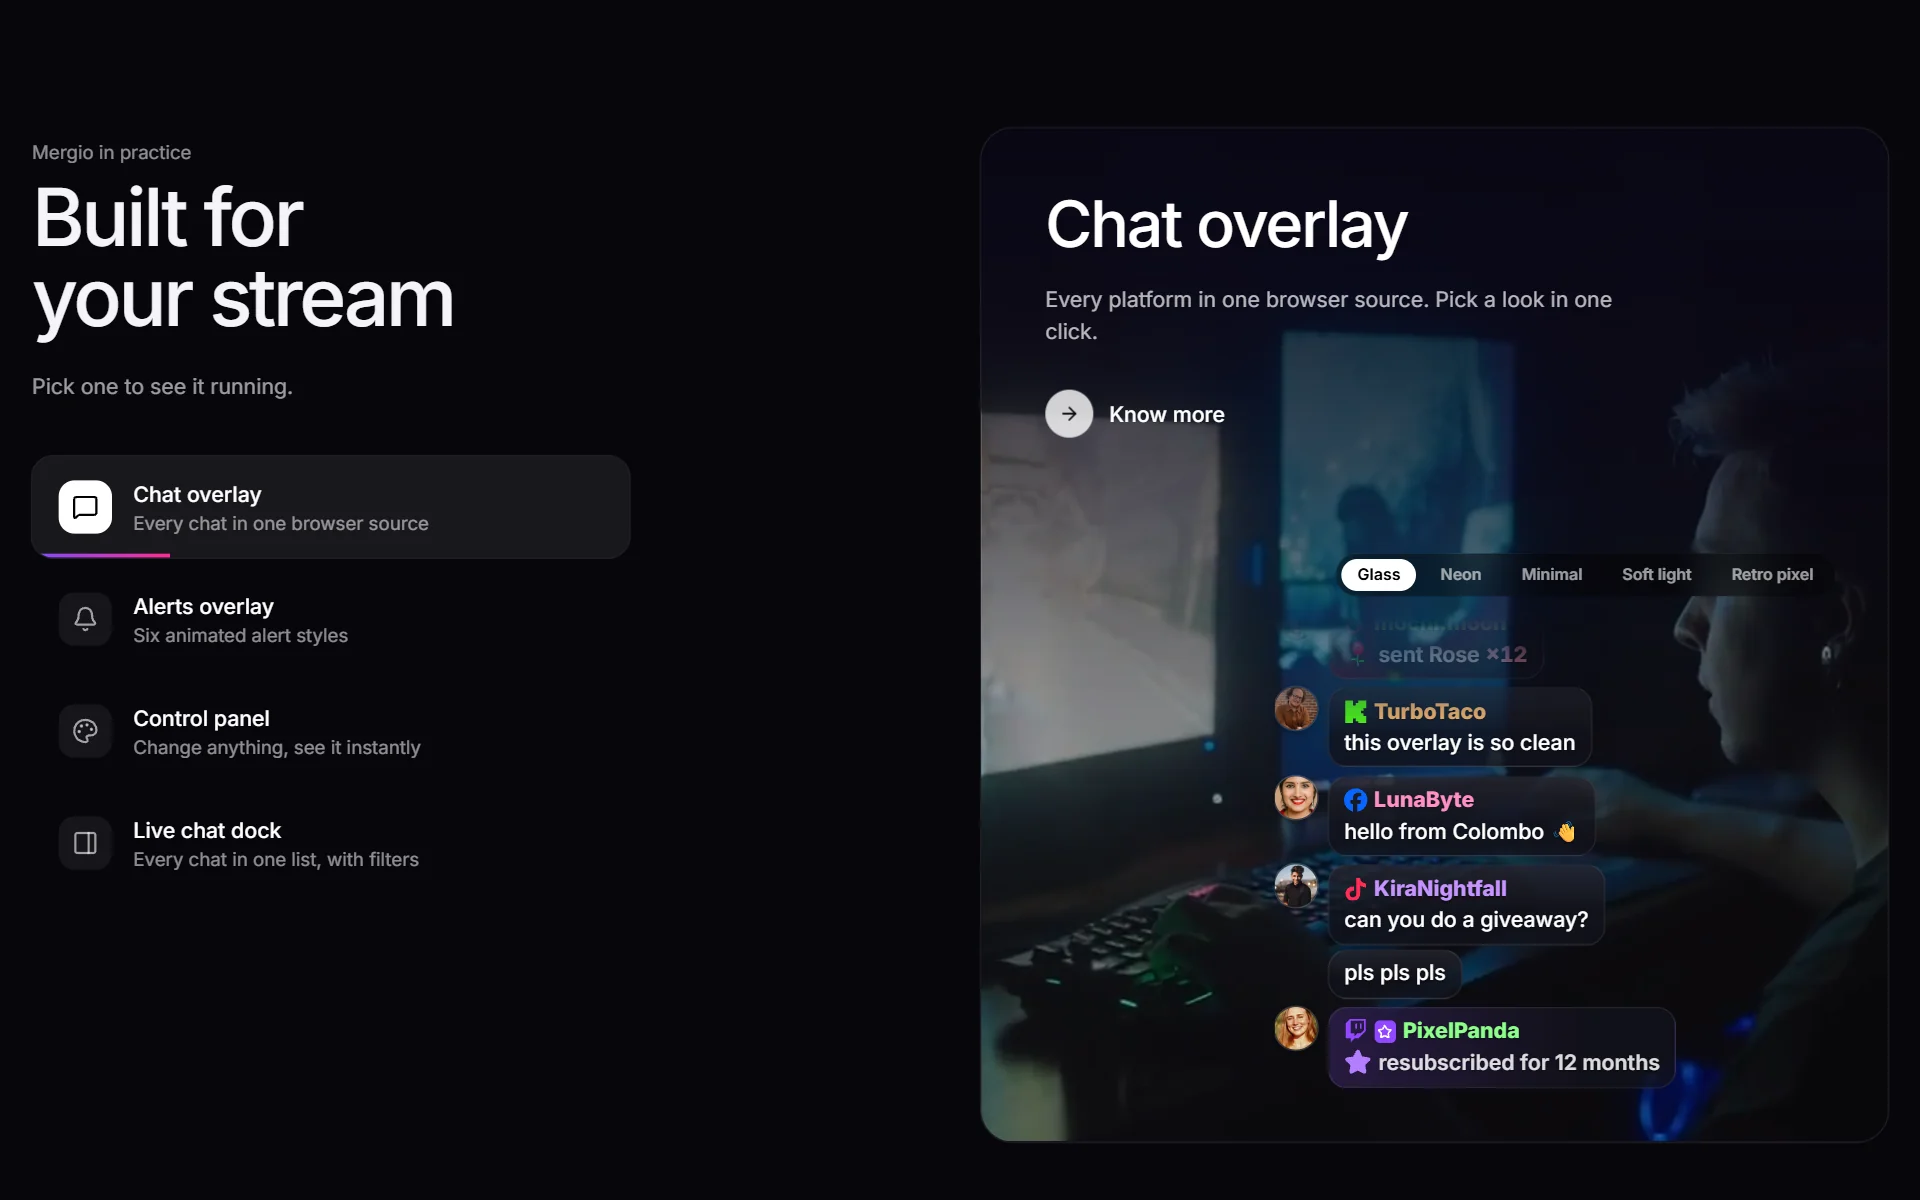 Mergio in practice
Built for
your stream
Pick one to see it running.
Chat overlay
Every chat in one browser source
Alerts overlay
Six animated alert styles
Control panel
Change anything, see it instantly
Live chat dock
Every chat in one list, with filters
Chat overlay
Every platform in one browser source. Pick a look in one
click.
Know more
Glass Neon Minimal Soft light Retro pixel
sent Rose ×12
TurboTaco
this overlay is so clean
LunaByte
hello from Colombo 👋
KiraNightfall
can you do a giveaway?
pls pls pls
PixelPanda
resubscribed for 12 months